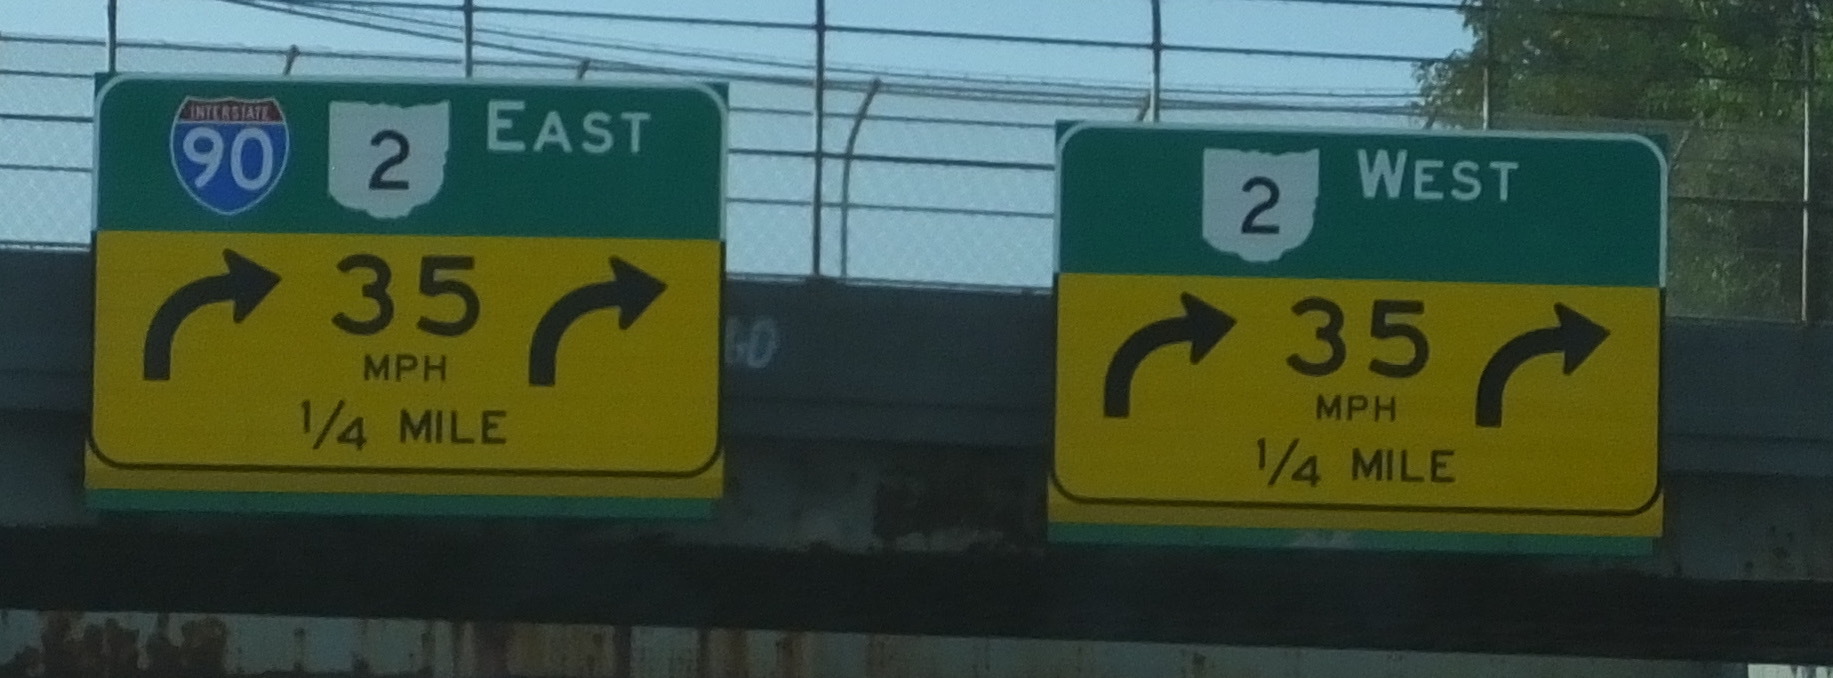 INTERSTATE
90
2
EAST
35
MPH
1/4 MILE
2
WEST
35
MPH
1/4 MILE